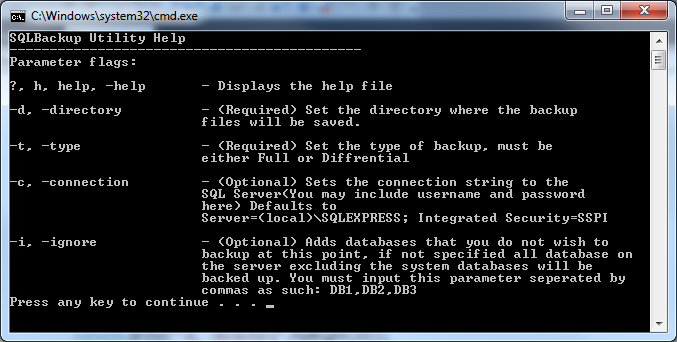 C:\Windows\system32\cmd.exe
SQLBackup Utility Help
--------------------------------------------
Parameter flags:
?, h, help, -help - Displays the help file
-d, -directory - (Required) Set the directory where the backup
files will be saved.
-t, -type - (Required) Set the type of backup, must be
either Full or Diffrential
-c, -connection - (Optional) Sets the connection string to the
SQL Server(You may include username and password
here) Defaults to
Server=(local)\SQLEXPRESS; Integrated Security=SSPI
-i, -ignore - (Optional) Adds databases that you do not wish to
backup at this point, if not specified all database on
the server excluding the system databases will be
backed up. You must input this parameter seperated by
commas as such: DB1,DB2,DB3
Press any key to continue . . . _